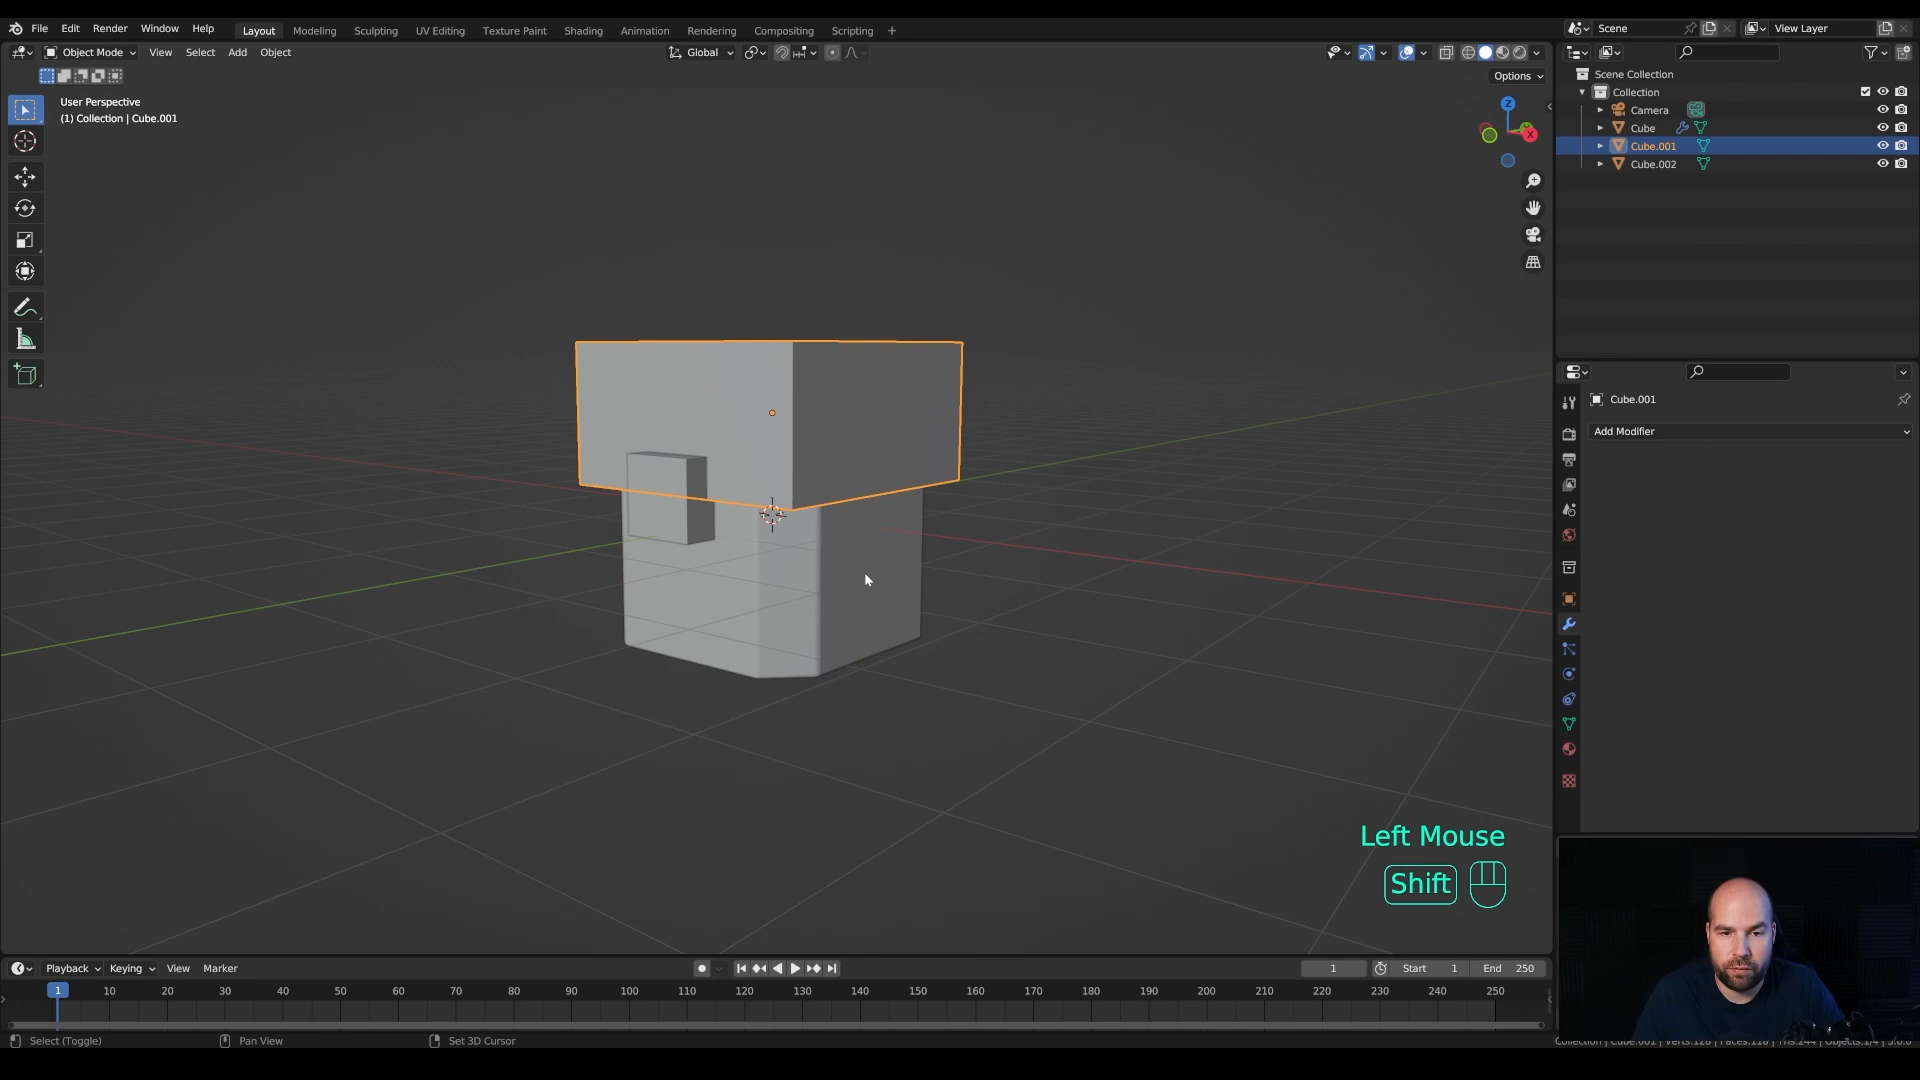 File Edit Render Window Help Layout Modeling Sculpting UV Editing Texture Paint Shading Animation Rendering Compositing Scripting + Scene View Layer
Object Mode View Select Add Object Global
Options
User Perspective
(1) Collection | Cube.001
Z
Y
X
Scene Collection
Collection
Camera
Cube
Cube.001
Cube.002
Cube.001
Add Modifier
Left Mouse
Shift
Playback Keying View Marker 1 Start 1 End 250
1 10 20 30 40 50 60 70 80 90 100 110 120 130 140 150 160 170 180 190 200 210 220 230 240 250
Select (Toggle) Pan View Set 3D Cursor Collection | Cube.001 |